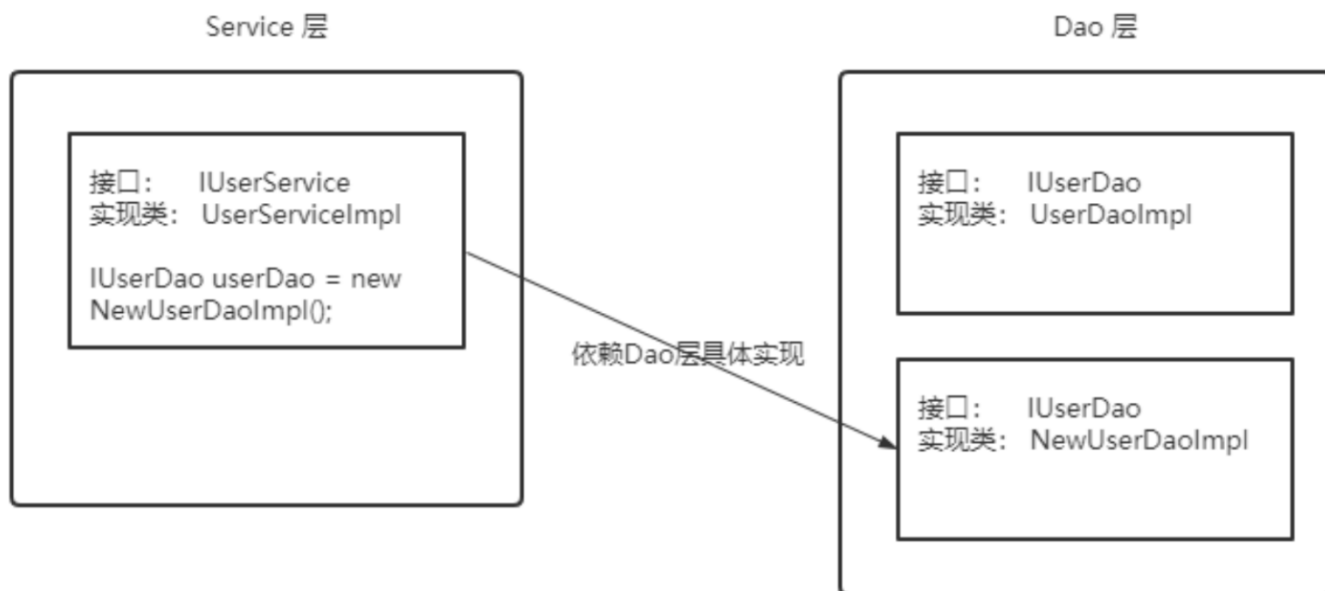 Service 层
Dao 层
接口： IUserService
实现类： UserServiceImpl
IUserDao userDao = new
NewUserDaoImpl();
依赖Dao层具体实现
接口： IUserDao
实现类： UserDaoImpl
接口： IUserDao
实现类： NewUserDaoImpl